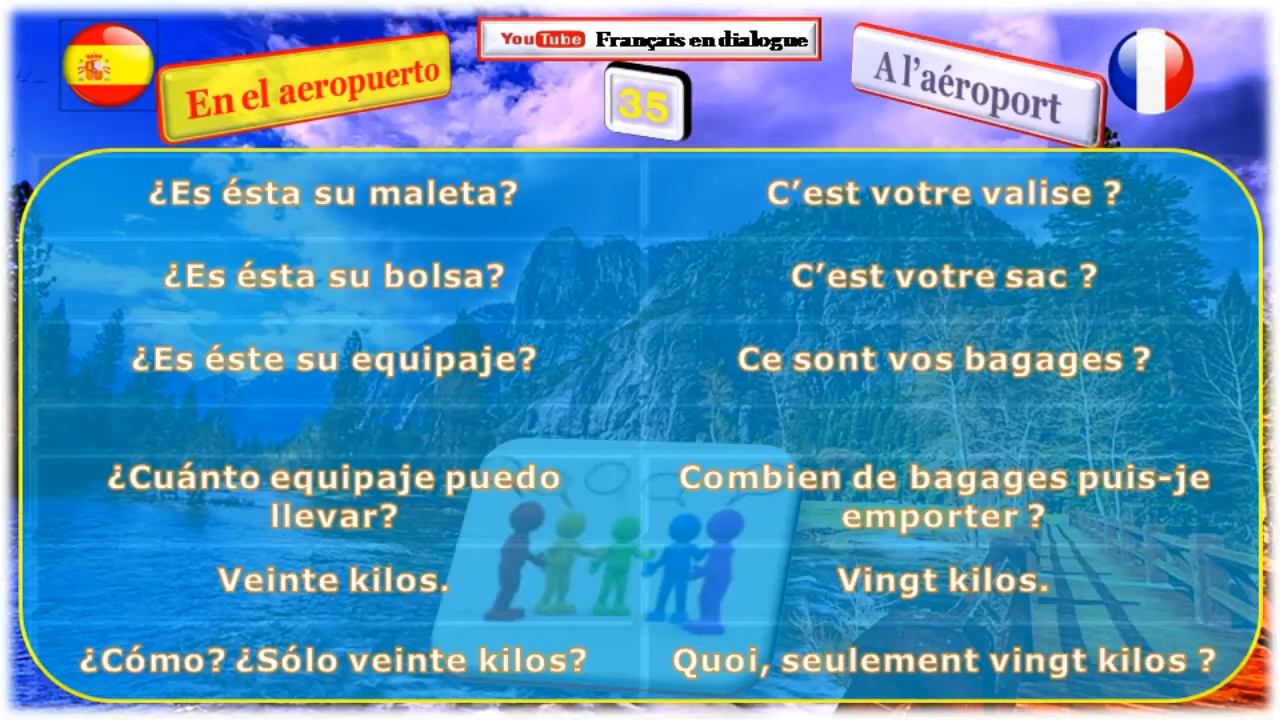 En el aeropuerto
YouTube Français en dialogue
35
A l’aéroport
¿Es ésta su maleta?
C’est votre valise ?
¿Es ésta su bolsa?
C’est votre sac ?
¿Es éste su equipaje?
Ce sont vos bagages ?
¿Cuánto equipaje puedo
llevar?
Combien de bagages puis-je
emporter ?
Veinte kilos.
Vingt kilos.
¿Cómo? ¿Sólo veinte kilos?
Quoi, seulement vingt kilos ?